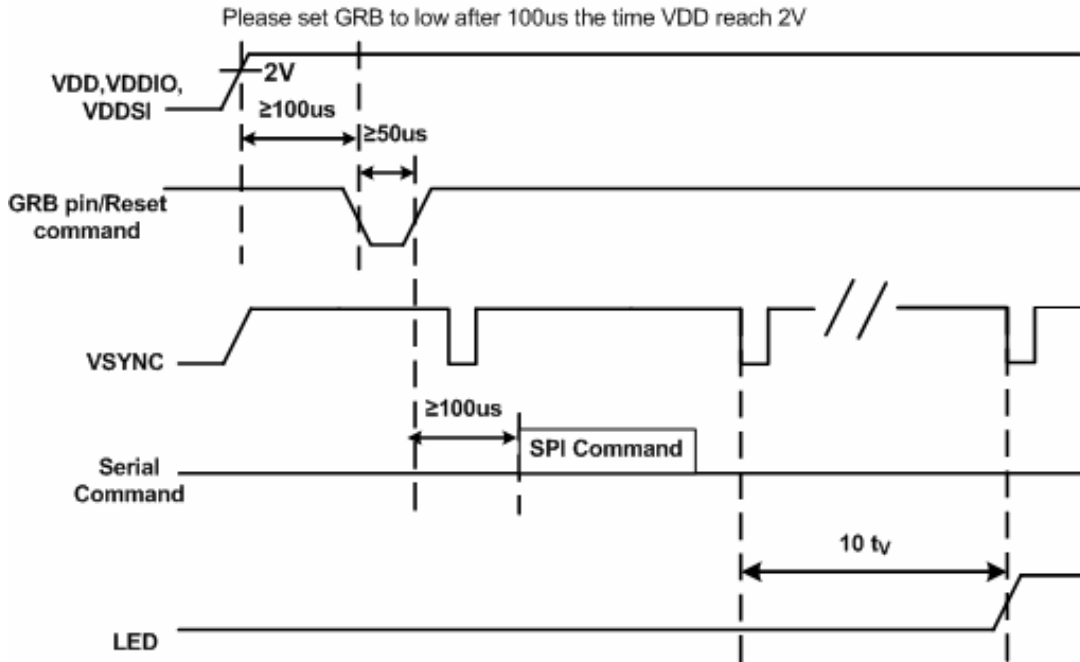 Please set GRB to low after 100us the time VDD reach 2V
VDD,VDDIO,
VDDSI
2V
≥100us
≥50us
GRB pin/Reset
command
VSYNC
≥100us
SPI Command
Serial
Command
10 tV
LED